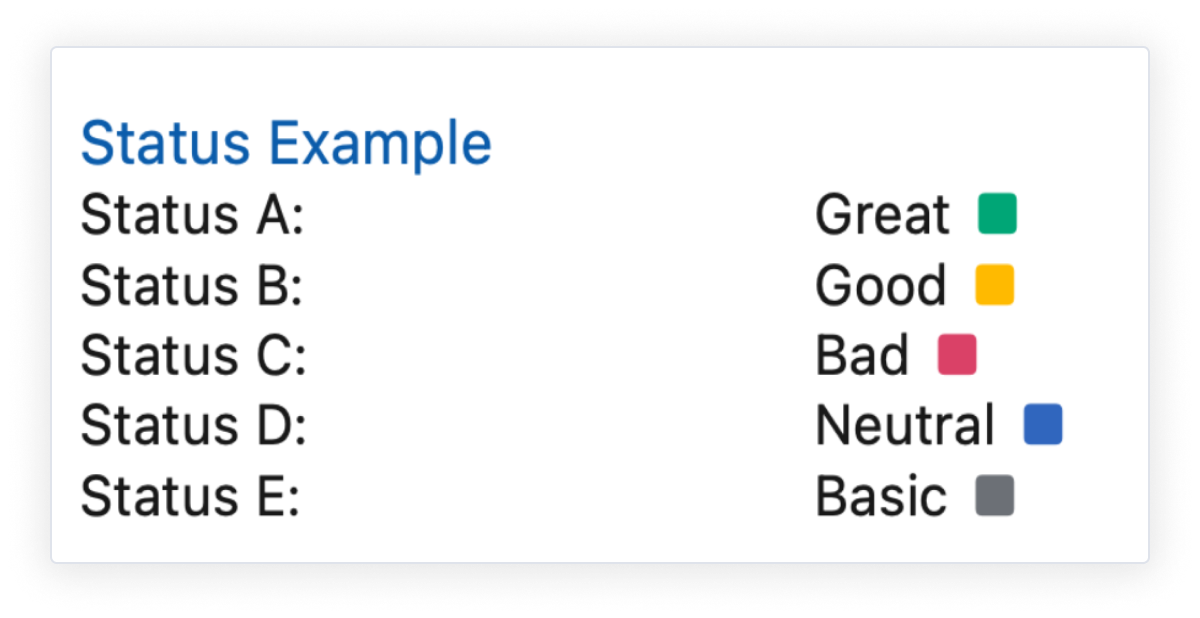 Status Example
Status A: Great
Status B: Good
Status C: Bad
Status D: Neutral
Status E: Basic